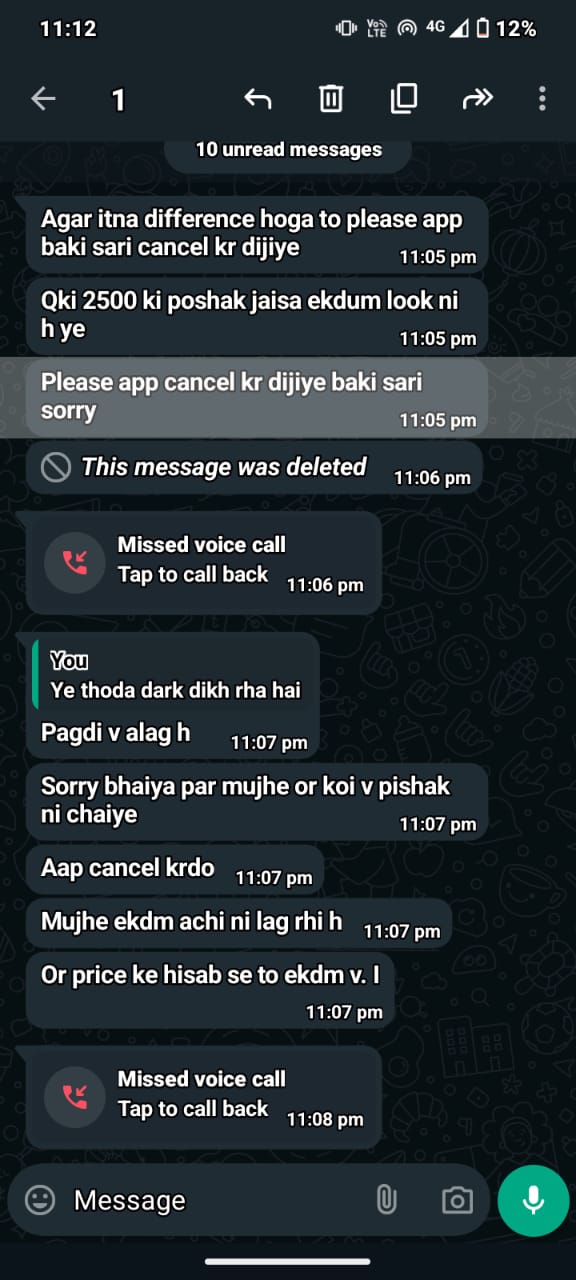 11:12
Vo)) LTE 4G 12%
1
10 unread messages
Agar itna difference hoga to please app
baki sari cancel kr dijiye
11:05 pm
Qki 2500 ki poshak jaisa ekdum look ni
h ye
11:05 pm
Please app cancel kr dijiye baki sari
sorry
11:05 pm
This message was deleted 11:06 pm
Missed voice call
Tap to call back 11:06 pm
You
Ye thoda dark dikh rha hai
Pagdi v alag h 11:07 pm
Sorry bhaiya par mujhe or koi v pishak
ni chaiye
11:07 pm
Aap cancel krdo 11:07 pm
Mujhe ekdm achi ni lag rhi h 11:07 pm
Or price ke hisab se to ekdm v. I
11:07 pm
Missed voice call
Tap to call back 11:08 pm
Message